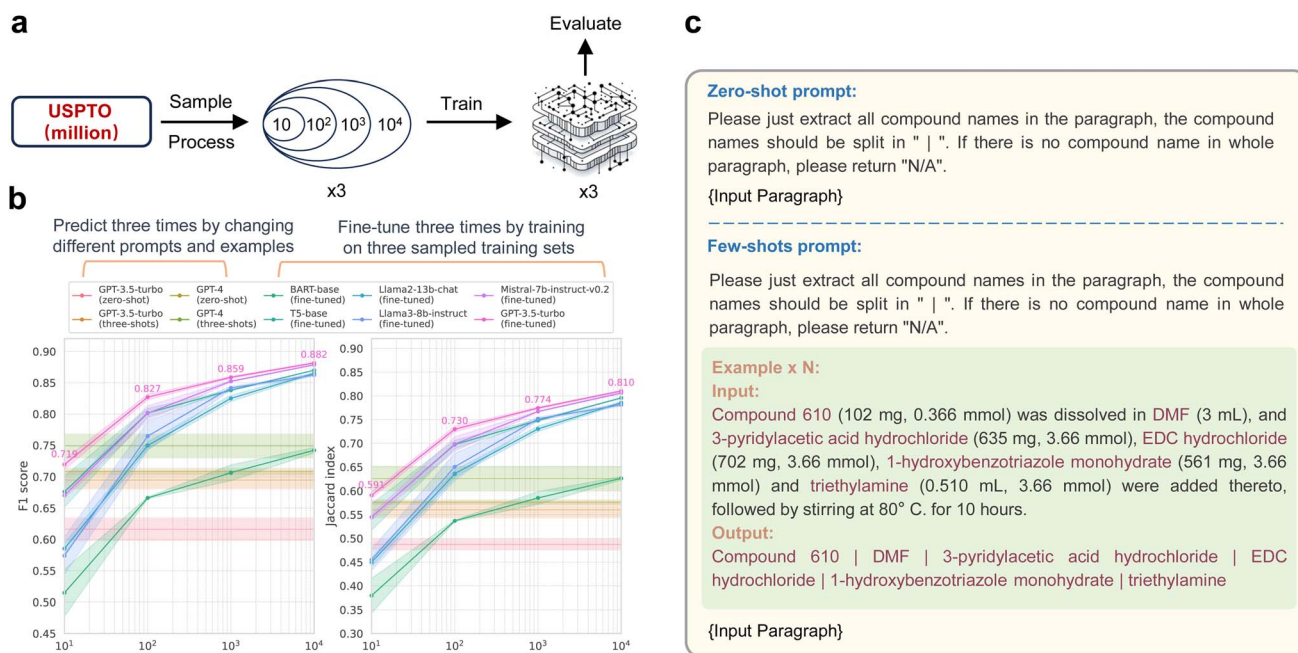 a
USPTO
(million)
Sample
Process
10 10² 10³ 10⁴
x3
Train
Evaluate
x3
b
Predict three times by changing
different prompts and examples
Fine-tune three times by training
on three sampled training sets
GPT-3.5-turbo
(zero-shot)
GPT-3.5-turbo
(three-shots)
GPT-4
(zero-shot)
GPT-4
(three-shots)
BART-base
(fine-tuned)
T5-base
(fine-tuned)
Llama2-13b-chat
(fine-tuned)
Llama3-8b-instruct
(fine-tuned)
Mistral-7b-instruct-v0.2
(fine-tuned)
GPT-3.5-turbo
(fine-tuned)
F1 score
0.90
0.85
0.80
0.75
0.70
0.65
0.60
0.55
0.50
0.45
0.719
0.827
0.859
0.882
10¹ 10² 10³ 10⁴
Jaccard index
0.90
0.85
0.80
0.75
0.70
0.65
0.60
0.55
0.50
0.45
0.40
0.35
0.30
0.591
0.730
0.774
0.810
10¹ 10² 10³ 10⁴
c
Zero-shot prompt:
Please just extract all compound names in the paragraph, the compound
names should be split in " | ". If there is no compound name in whole
paragraph, please return "N/A".
{Input Paragraph}
Few-shots prompt:
Please just extract all compound names in the paragraph, the compound
names should be split in " | ". If there is no compound name in whole
paragraph, please return "N/A".
Example x N:
Input:
Compound 610 (102 mg, 0.366 mmol) was dissolved in DMF (3 mL), and
3-pyridylacetic acid hydrochloride (635 mg, 3.66 mmol), EDC hydrochloride
(702 mg, 3.66 mmol), 1-hydroxybenzotriazole monohydrate (561 mg, 3.66
mmol) and triethylamine (0.510 mL, 3.66 mmol) were added thereto,
followed by stirring at 80° C. for 10 hours.
Output:
Compound 610 | DMF | 3-pyridylacetic acid hydrochloride | EDC
hydrochloride | 1-hydroxybenzotriazole monohydrate | triethylamine
{Input Paragraph}